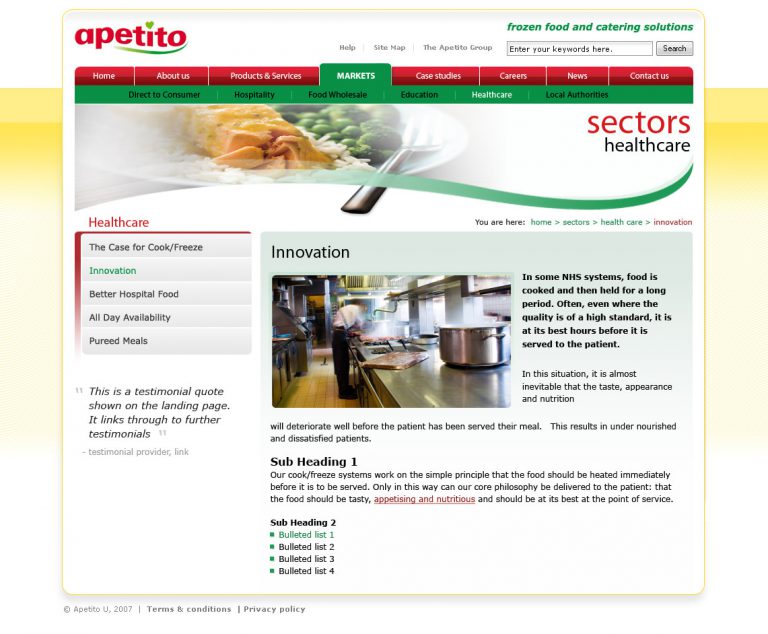 apetito
frozen food and catering solutions
Help | Site Map | The Apetito Group
Enter your keywords here.
Search
Home
About us
Products & Services
MARKETS
Case studies
Careers
News
Contact us
Direct to Consumer | Hospitality | Food Wholesale | Education | Healthcare | Local Authorities
sectors
healthcare
Healthcare
You are here: home > sectors > health care > innovation
The Case for Cook/Freeze
Innovation
Better Hospital Food
All Day Availability
Pureed Meals
" This is a testimonial quote
shown on the landing page.
It links through to further
testimonials "
- testimonial provider, link
Innovation
In some NHS systems, food is
cooked and then held for a long
period. Often, even where the
quality is of a high standard, it is
at its best hours before it is
served to the patient.
In this situation, it is almost
inevitable that the taste, appearance
and nutrition
will deteriorate well before the patient has been served their meal. This results in under nourished
and dissatisfied patients.
Sub Heading 1
Our cook/freeze systems work on the simple principle that the food should be heated immediately
before it is to be served. Only in this way can our core philosophy be delivered to the patient: that
the food should be tasty, appetising and nutritious and should be at its best at the point of service.
Sub Heading 2
Bulleted list 1
Bulleted list 2
Bulleted list 3
Bulleted list 4
© Apetito U, 2007 | Terms & conditions | Privacy policy